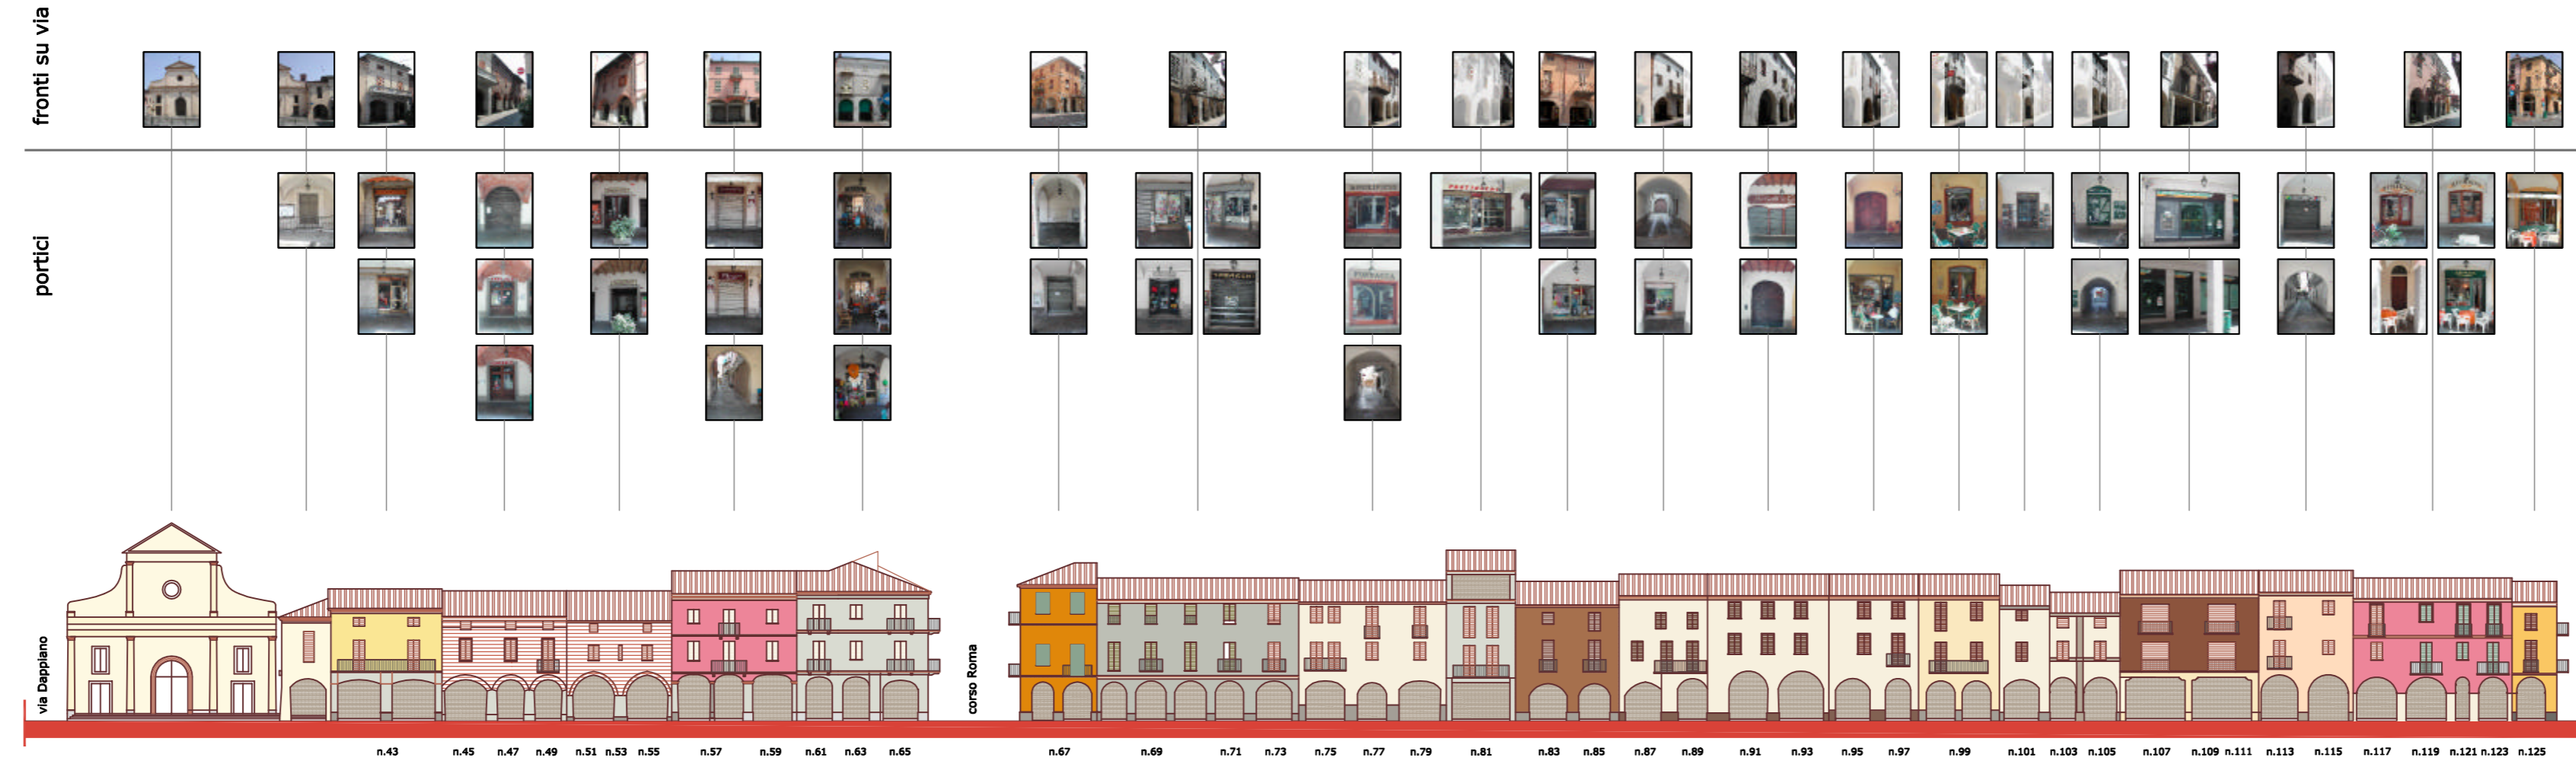 fronti su via
portici
via Dappiano
corso Roma
n.43 n.45 n.47 n.49 n.51 n.53 n.55 n.57 n.59 n.61 n.63 n.65 n.67 n.69 n.71 n.73 n.75 n.77 n.79 n.81 n.83 n.85 n.87 n.89 n.91 n.93 n.95 n.97 n.99 n.101 n.103 n.105 n.107 n.109 n.111 n.113 n.115 n.117 n.119 n.121 n.123 n.125